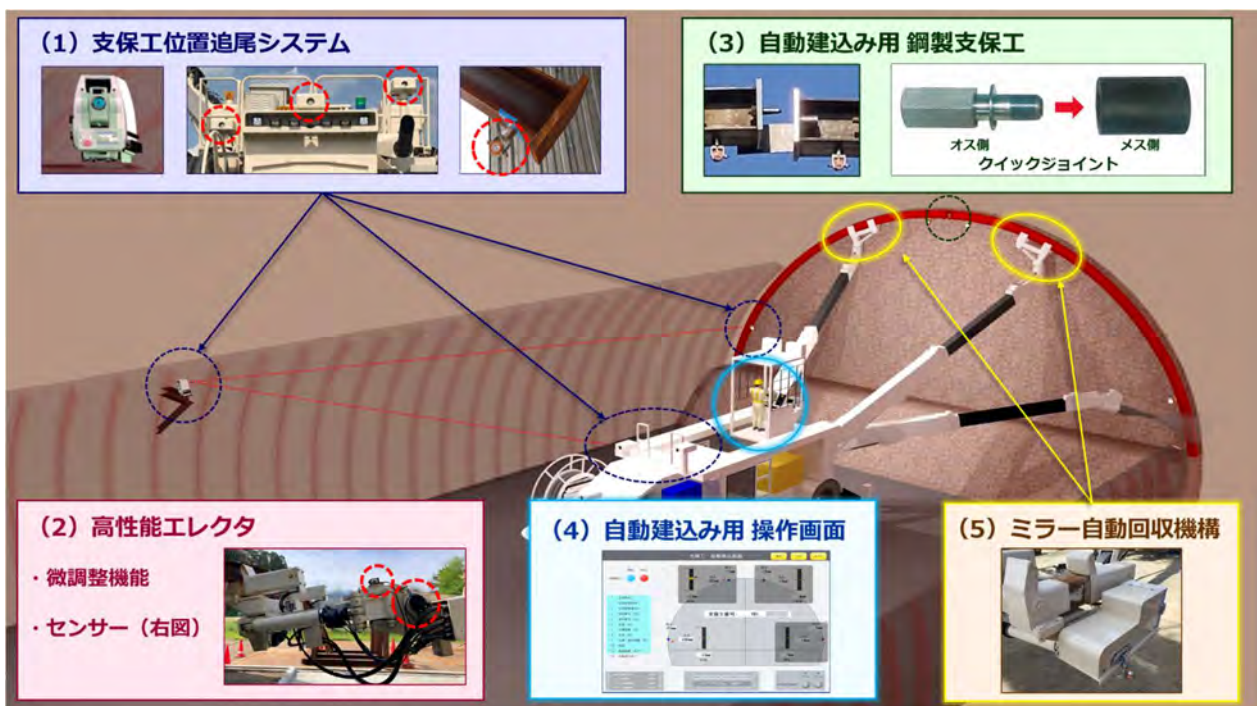 (1)支保工位置追尾システム
(3)自動建込み用 鋼製支保工
オス側
メス側
クイックジョイント
(2)高性能エレクタ
・微調整機能
・センサー(右図)
(4)自動建込み用 操作画面
(5)ミラー自動回収機構